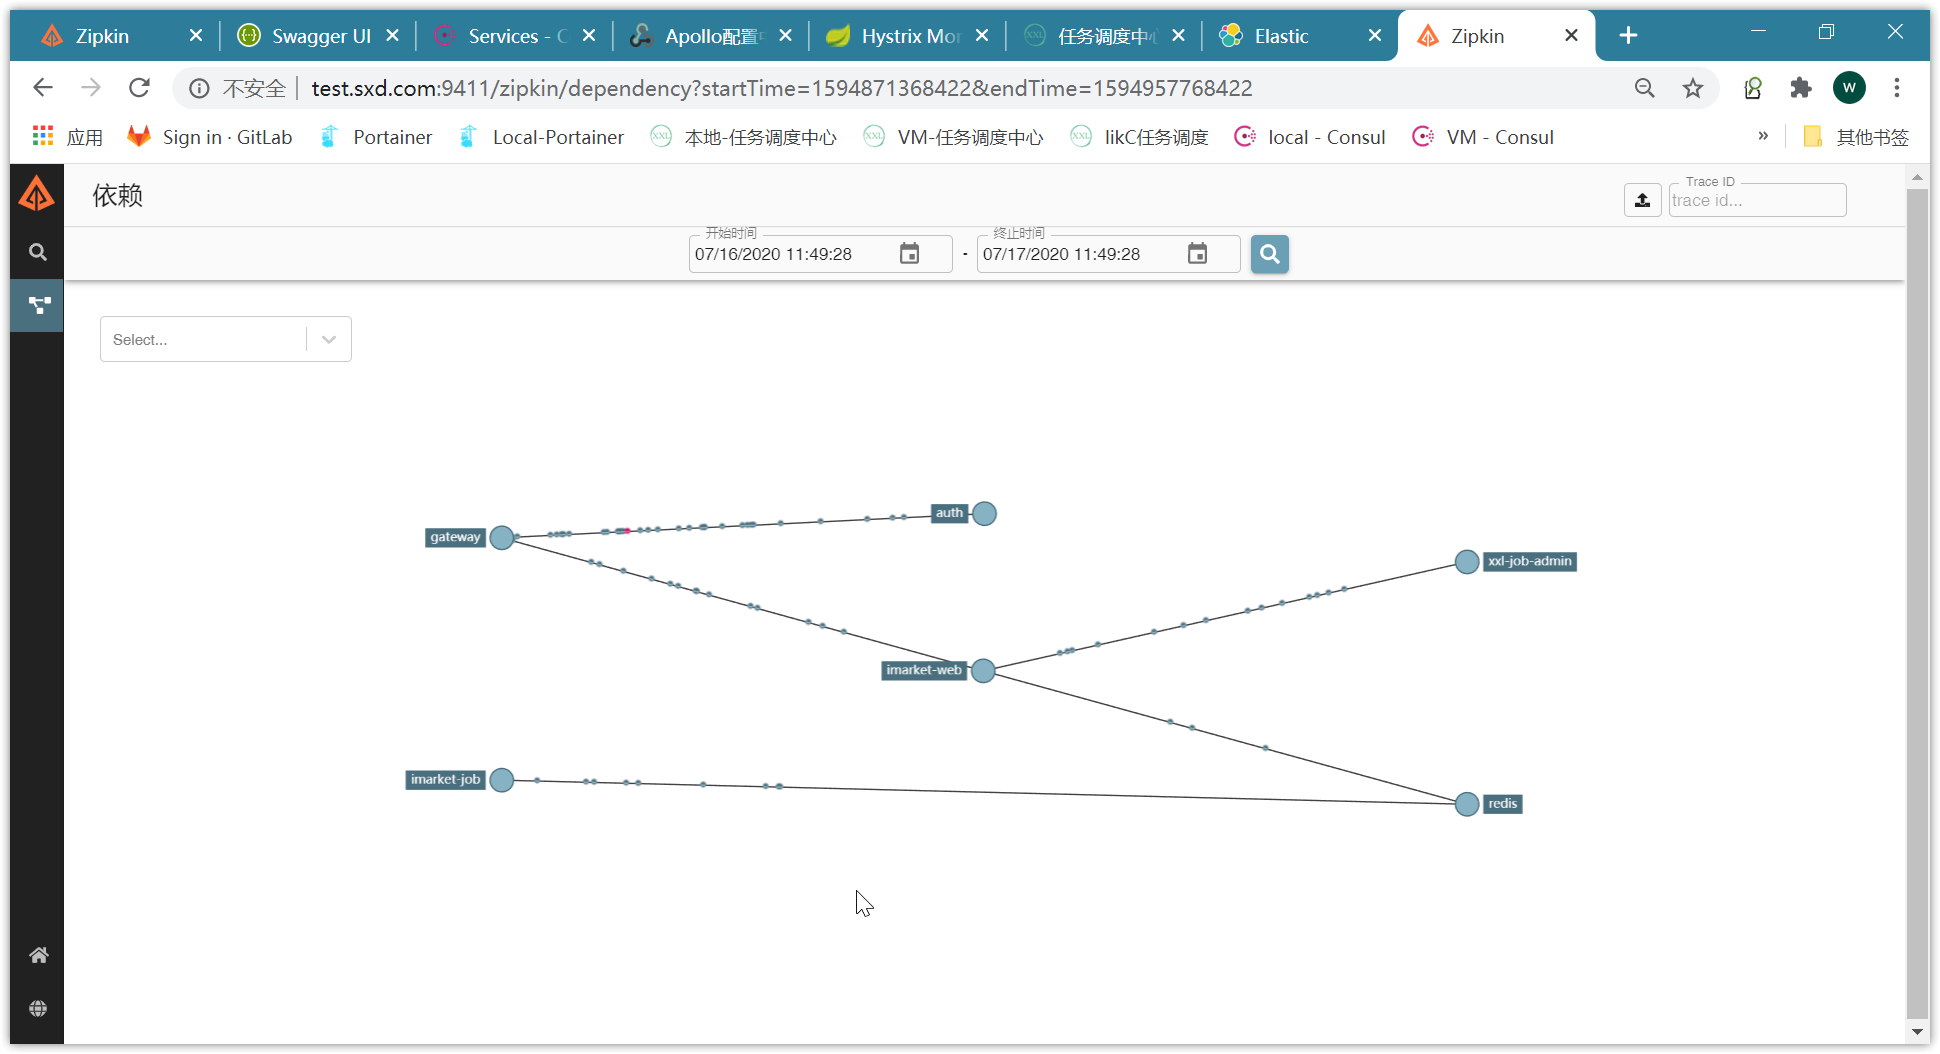 Zipkin
Swagger UI
Services - C
Apollo配置中
Hystrix Mor
任务调度中心
Elastic
Zipkin
不安全
test.sxd.com:9411/zipkin/dependency?startTime=1594871368422&endTime=1594957768422
W
应用
Sign in · GitLab
Portainer
Local-Portainer
本地-任务调度中心
VM-任务调度中心
likC任务调度
local - Consul
VM - Consul
»
其他书签
依赖
Trace ID
trace id...
开始时间
07/16/2020 11:49:28
-
终止时间
07/17/2020 11:49:28
Select...
auth
gateway
xxl-job-admin
imarket-web
imarket-job
redis